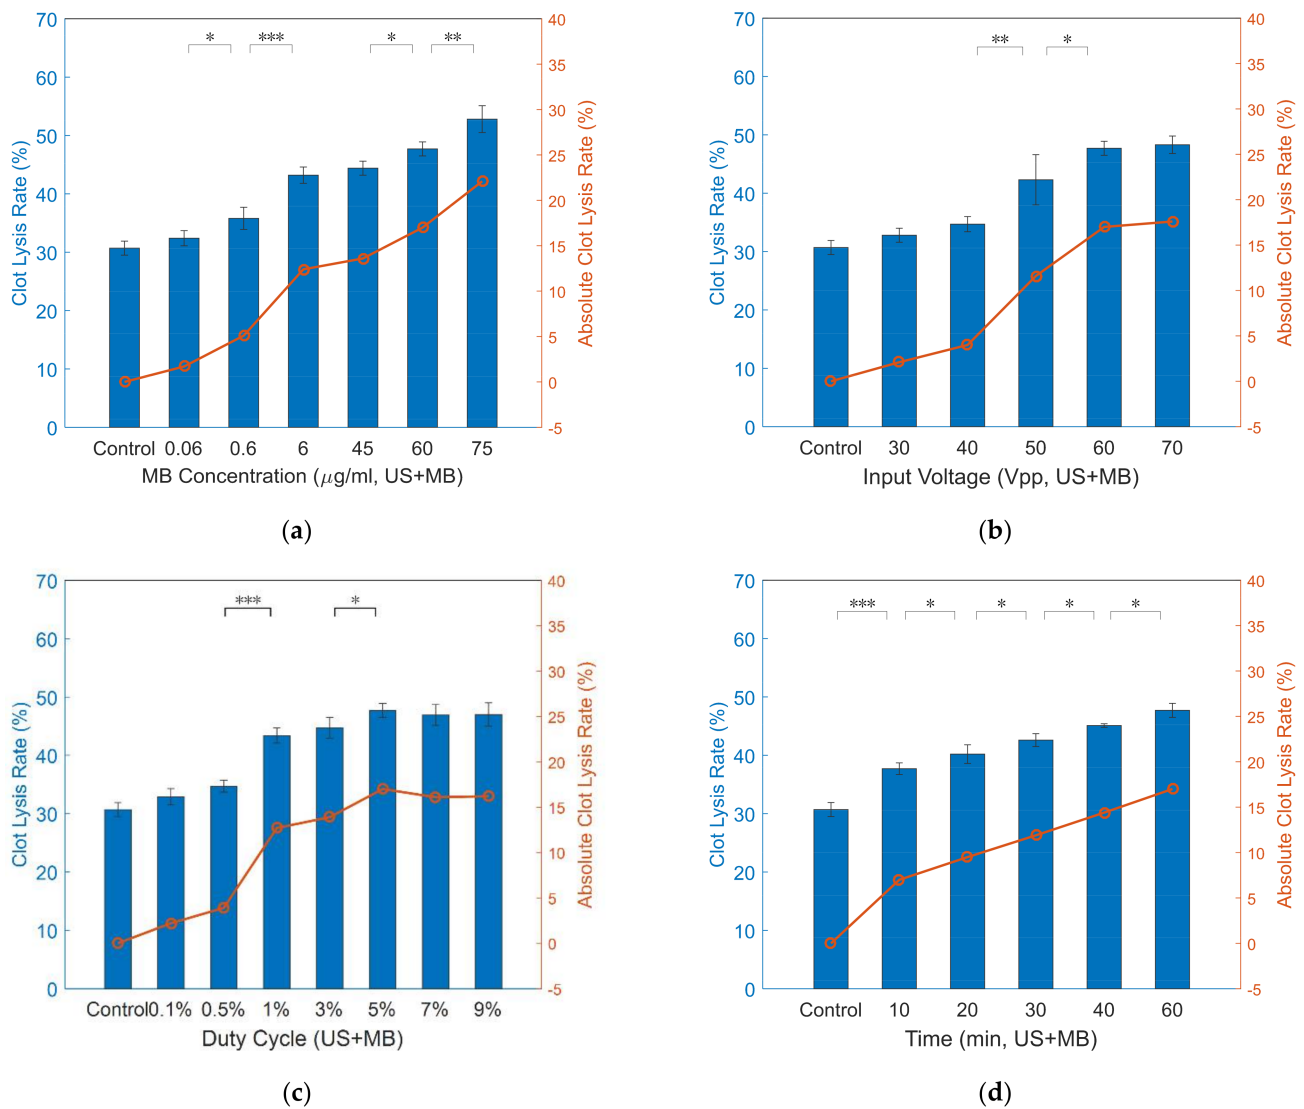 70 60 50 40 30 20 10 0
Clot Lysis Rate (%)
* *** * **
40 35 30 25 20 15 10 5 0 -5
Absolute Clot Lysis Rate (%)
Control 0.06 0.6 6 45 60 75
MB Concentration (μg/ml, US+MB)
(a)
70 60 50 40 30 20 10 0
Clot Lysis Rate (%)
** *
40 35 30 25 20 15 10 5 0 -5
Absolute Clot Lysis Rate (%)
Control 30 40 50 60 70
Input Voltage (Vpp, US+MB)
(b)
70 60 50 40 30 20 10 0
Clot Lysis Rate (%)
*** *
40 35 30 25 20 15 10 5 0 -5
Absolute Clot Lysis Rate (%)
Control 0.1% 0.5% 1% 3% 5% 7% 9%
Duty Cycle (US+MB)
(c)
70 60 50 40 30 20 10 0
Clot Lysis Rate (%)
*** * * * *
40 35 30 25 20 15 10 5 0 -5
Absolute Clot Lysis Rate (%)
Control 10 20 30 40 60
Time (min, US+MB)
(d)